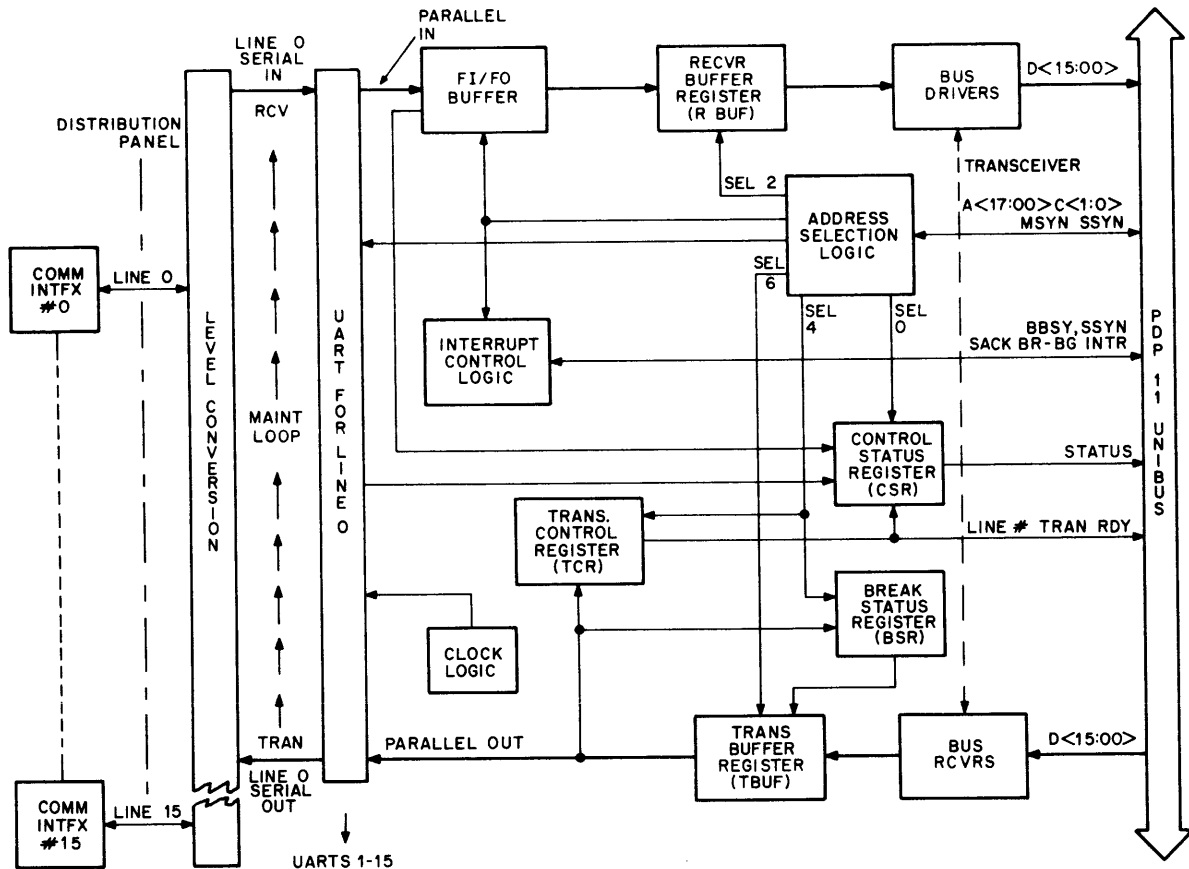 PARALLEL
IN
LINE 0
SERIAL
IN
RCV
DISTRIBUTION
PANEL
FI/FO
BUFFER
RECVR
BUFFER
REGISTER
(R BUF)
BUS
DRIVERS
D<15:00>
TRANSCEIVER
SEL 2
ADDRESS
SELECTION
LOGIC
A<17:00>C<1:0>
MSYN SSYN
COMM
INTFX
#0
LINE 0
SEL
6
SEL
4
SEL
0
INTERRUPT
CONTROL
LOGIC
BBSY, SSYN
SACK BR-BG INTR
LEVEL CONVERSION
MAINT
LOOP
UART FOR LINE 0
PDP 11 UNIBUS
CONTROL
STATUS
REGISTER
(CSR)
STATUS
TRANS.
CONTROL
REGISTER
(TCR)
LINE # TRAN RDY
BREAK
STATUS
REGISTER
(BSR)
CLOCK
LOGIC
TRAN
LINE 0
SERIAL
OUT
PARALLEL OUT
TRANS
BUFFER
REGISTER
(TBUF)
BUS
RCVRS
D<15:00>
COMM
INTFX
#15
LINE 15
UARTS 1-15